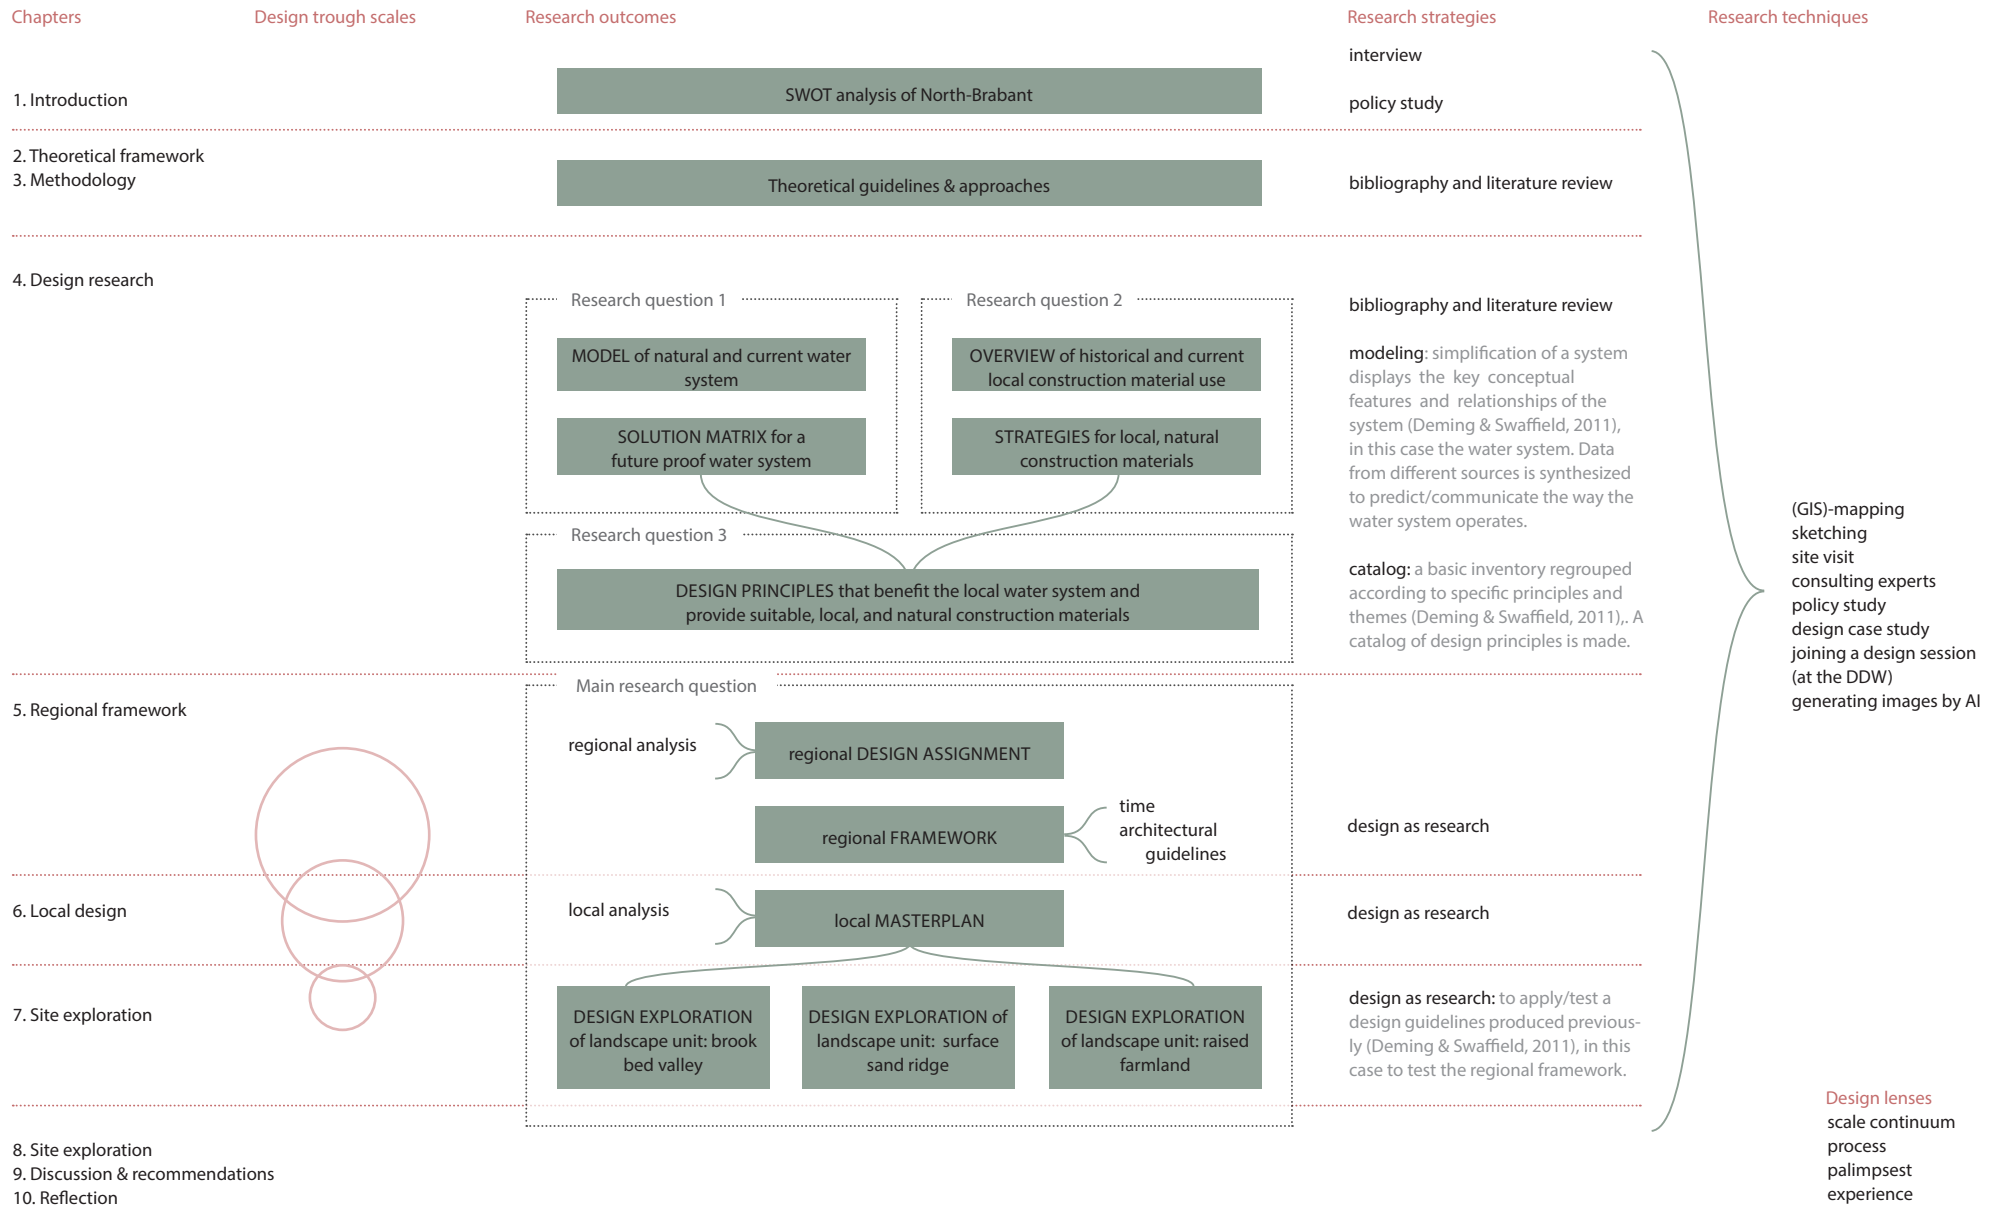 Chapters
Design trough scales
Research outcomes
Research strategies
Research techniques
1. Introduction
SWOT analysis of North-Brabant
interview
policy study
2. Theoretical framework
3. Methodology
Theoretical guidelines & approaches
bibliography and literature review
4. Design research
Research question 1
MODEL of natural and current water
system
SOLUTION MATRIX for a
future proof water system
Research question 2
OVERVIEW of historical and current
local construction material use
STRATEGIES for local, natural
construction materials
Research question 3
DESIGN PRINCIPLES that benefit the local water system and
provide suitable, local, and natural construction materials
bibliography and literature review
modeling: simplification of a system
displays the key conceptual
features and relationships of the
system (Deming & Swaffield, 2011),
in this case the water system. Data
from different sources is synthesized
to predict/communicate the way the
water system operates.
catalog: a basic inventory regrouped
according to specific principles and
themes (Deming & Swaffield, 2011),. A
catalog of design principles is made.
(GIS)-mapping
sketching
site visit
consulting experts
policy study
design case study
joining a design session
(at the DDW)
generating images by AI
5. Regional framework
Main research question
regional analysis
regional DESIGN ASSIGNMENT
regional FRAMEWORK
time
architectural
guidelines
design as research
6. Local design
local analysis
local MASTERPLAN
design as research
7. Site exploration
DESIGN EXPLORATION
of landscape unit: brook
bed valley
DESIGN EXPLORATION of
landscape unit: surface
sand ridge
DESIGN EXPLORATION
of landscape unit: raised
farmland
design as research: to apply/test a
design guidelines produced previous-
ly (Deming & Swaffield, 2011), in this
case to test the regional framework.
8. Site exploration
9. Discussion & recommendations
10. Reflection
Design lenses
scale continuum
process
palimpsest
experience